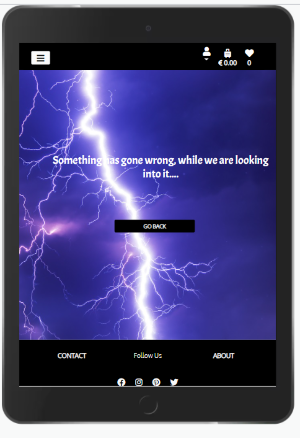 € 0.00 0
Something has gone wrong, while we are looking
into it....
GO BACK
CONTACT Follow Us ABOUT